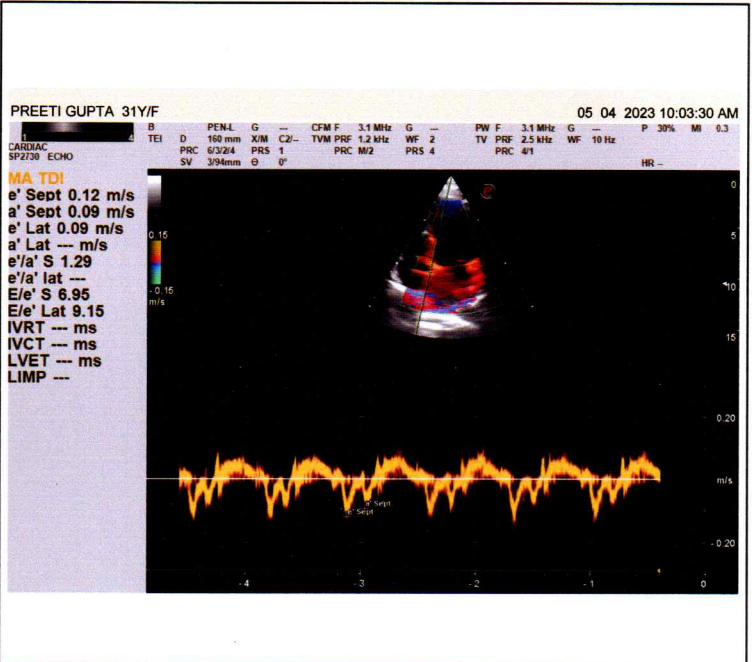 PREETI GUPTA 31Y/F 05 04 2023 10:03:30 AM
B PEN-L G --- CFM F 3.1 MHz G --- PW F 3.1 MHz G --- P 30% MI 0.3
TEI D 160 mm X/M C2/-- TVM PRF 1.2 kHz WF 2 TV PRF 2.5 kHz WF 10 Hz
PRC 6/3/2/4 PRS 1 PRC M/2 PRS 4 PRC 4/1
SV 3/94mm Θ 0° HR --
1 4
CARDIAC
SP2730 ECHO
MA TDI
e' Sept 0.12 m/s
a' Sept 0.09 m/s
e' Lat 0.09 m/s
a' Lat --- m/s
e'/a' S 1.29
e'/a' lat ---
E/e' S 6.95
E/e' Lat 9.15
IVRT --- ms
IVCT --- ms
LVET --- ms
LIMP ---
0.15
- 0.15
m/s
0
5
10
15
0.20
m/s
- 0.20
a' Sept
e' Sept
- 4 - 3 - 2 - 1 0